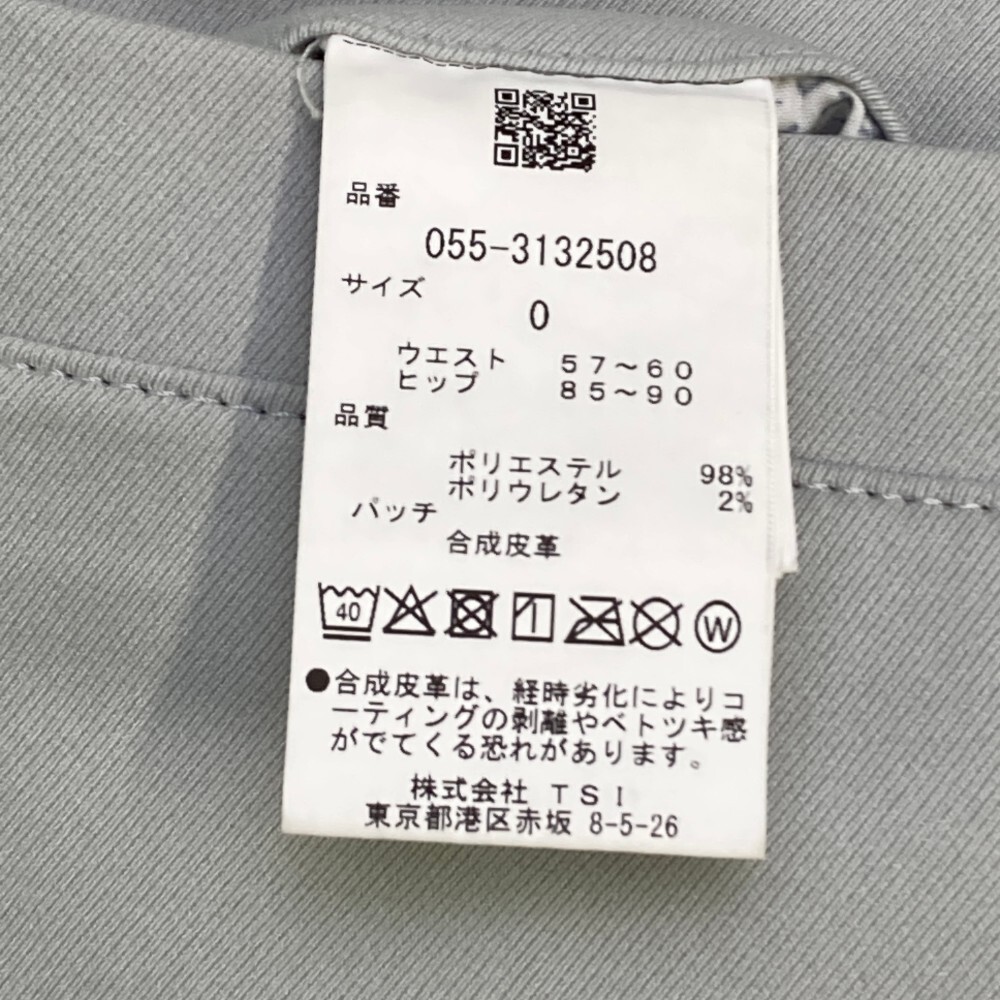 品番
055-3132508
サイズ
0
ウエスト 57～60
ヒップ 85～90
品質
ポリエステル 98%
ポリウレタン 2%
パッチ
合成皮革
40
W
●合成皮革は、経時劣化によりコ
ーティングの剥離やベトツキ感
がでてくる恐れがあります。
株式会社 TSI
東京都港区赤坂 8-5-26